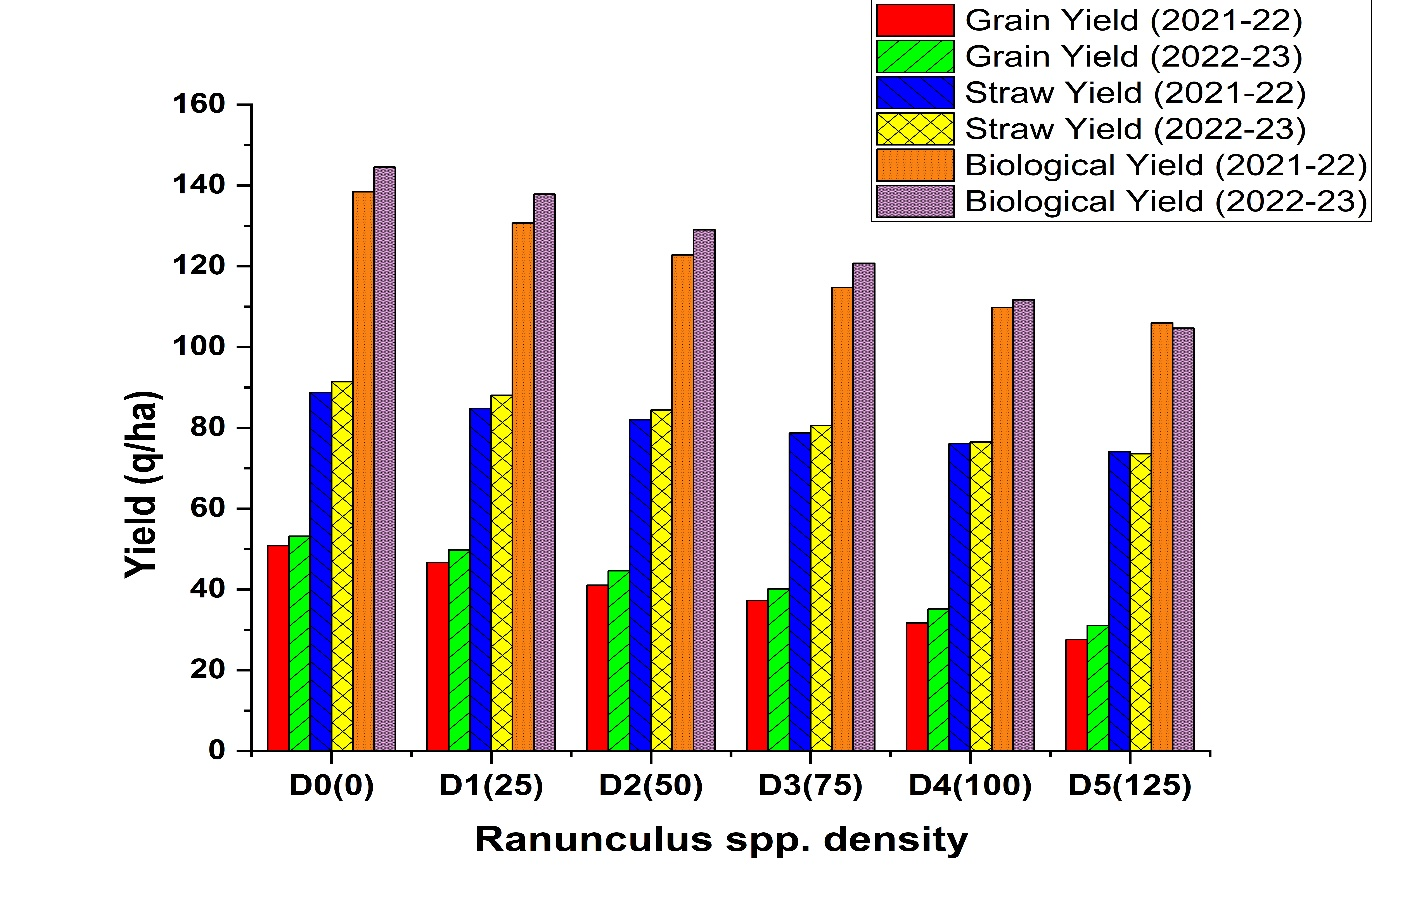 Grain Yield (2021-22)
Grain Yield (2022-23)
Straw Yield (2021-22)
Straw Yield (2022-23)
Biological Yield (2021-22)
Biological Yield (2022-23)
160
140
120
100
80
60
40
20
0
Yield (q/ha)
D0(0) D1(25) D2(50) D3(75) D4(100) D5(125)
Ranunculus spp. density